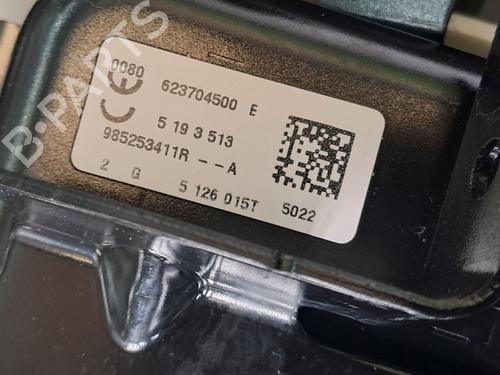 B-PARTS
0080 623704500 E
CE
5 19 3 513
985253411R --A
2 G 5 126 015T 5022